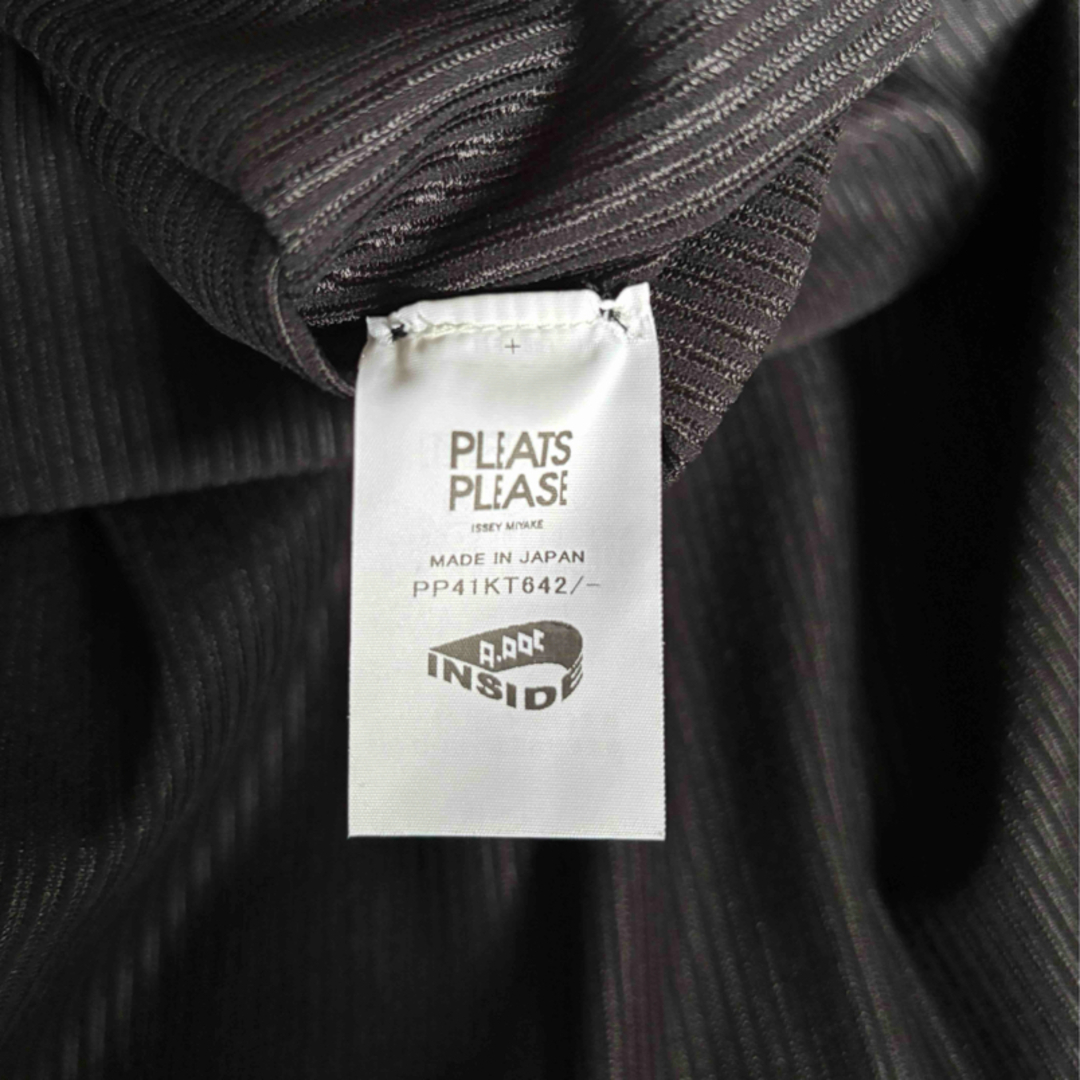 PLEATS
PLEASE
ISSEY MIYAKE
MADE IN JAPAN
PP41KT642/-
A-POC
INSIDE